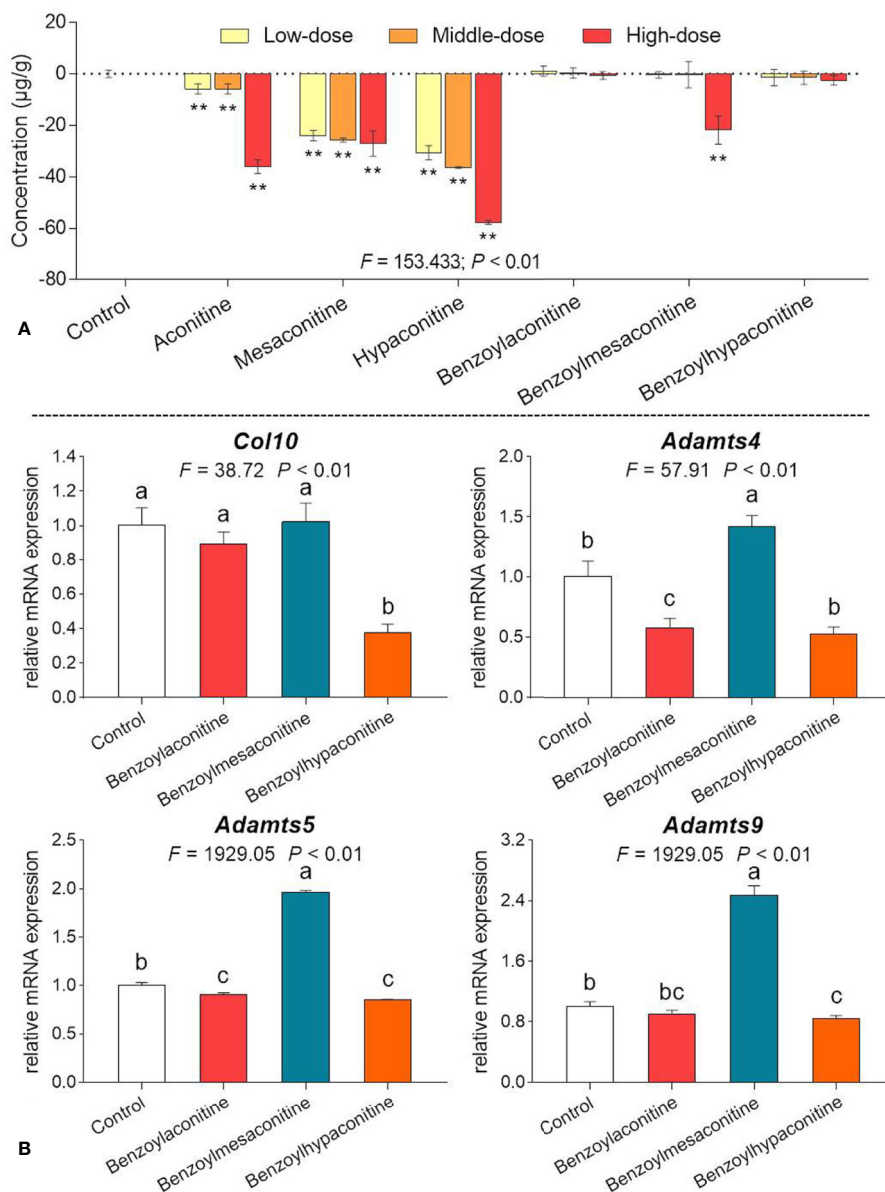 20
0
-20
-40
-60
-80
Concentration (µg/g)
Low-dose Middle-dose High-dose
** ** **
** ** **
** ** **
**
F = 153.433; P < 0.01
Control
Aconitine
Mesaconitine
Hypaconitine
Benzoylaconitine
Benzoylmesaconitine
Benzoylhypaconitine
A
Col10
F = 38.72 P < 0.01
relative mRNA expression
1.4
1.2
1.0
0.8
0.6
0.4
0.2
0.0
a a a b
Control
Benzoylaconitine
Benzoylmesaconitine
Benzoylhypaconitine
Adamts4
F = 57.91 P < 0.01
relative mRNA expression
2.0
1.5
1.0
0.5
0.0
b c a b
Control
Benzoylaconitine
Benzoylmesaconitine
Benzoylhypaconitine
Adamts5
F = 1929.05 P < 0.01
relative mRNA expression
2.5
2.0
1.5
1.0
0.5
0.0
b c a c
Control
Benzoylaconitine
Benzoylmesaconitine
Benzoylhypaconitine
Adamts9
F = 1929.05 P < 0.01
relative mRNA expression
3.2
2.4
1.6
0.8
0.0
b bc a c
Control
Benzoylaconitine
Benzoylmesaconitine
Benzoylhypaconitine
B